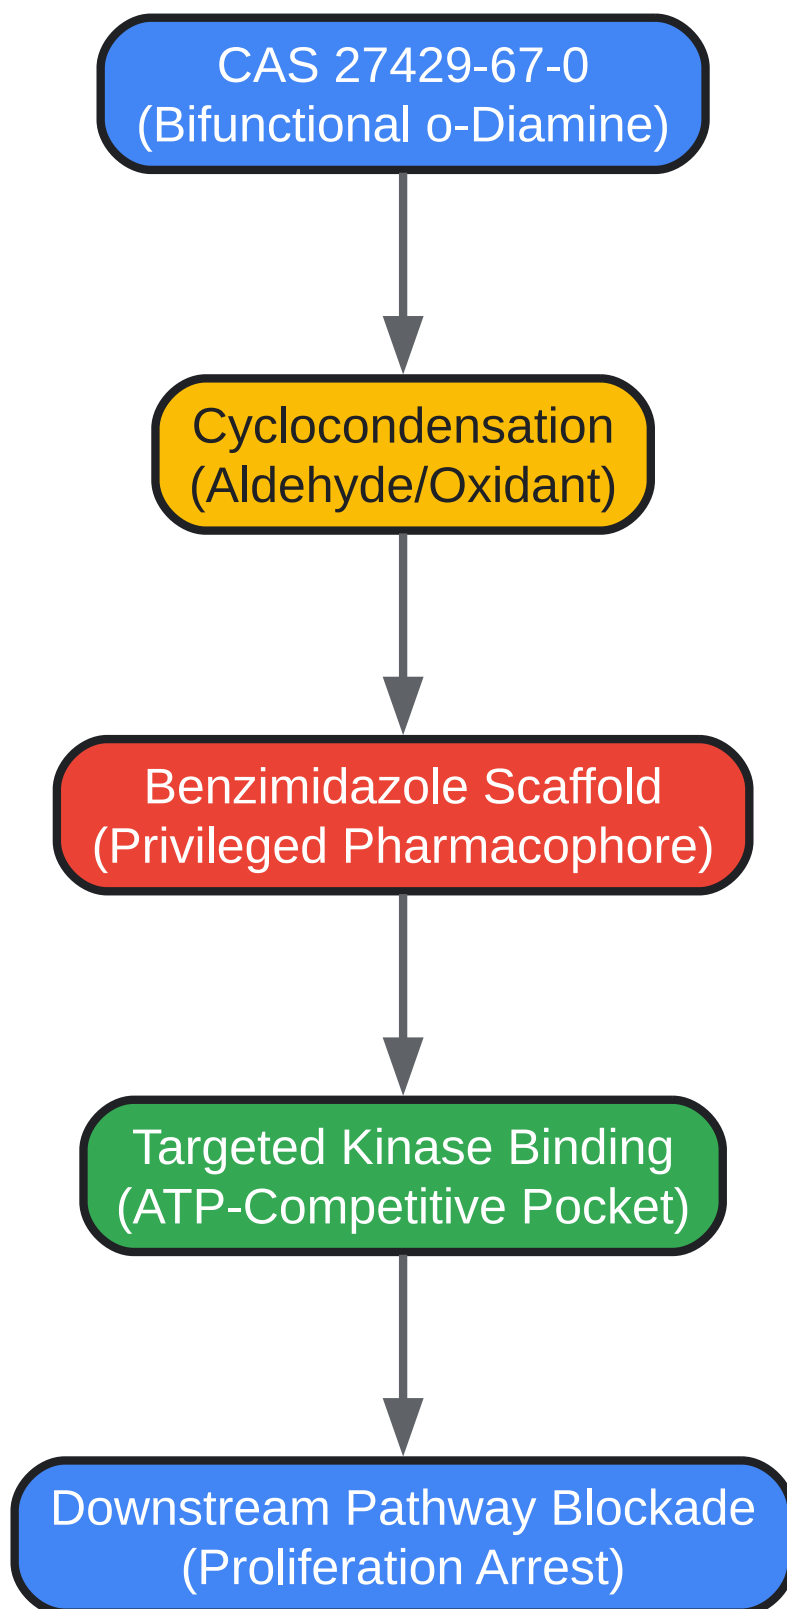 CAS 27429-67-0
(Bifunctional o-Diamine)
Cyclocondensation
(Aldehyde/Oxidant)
Benzimidazole Scaffold
(Privileged Pharmacophore)
Targeted Kinase Binding
(ATP-Competitive Pocket)
Downstream Pathway Blockade
(Proliferation Arrest)